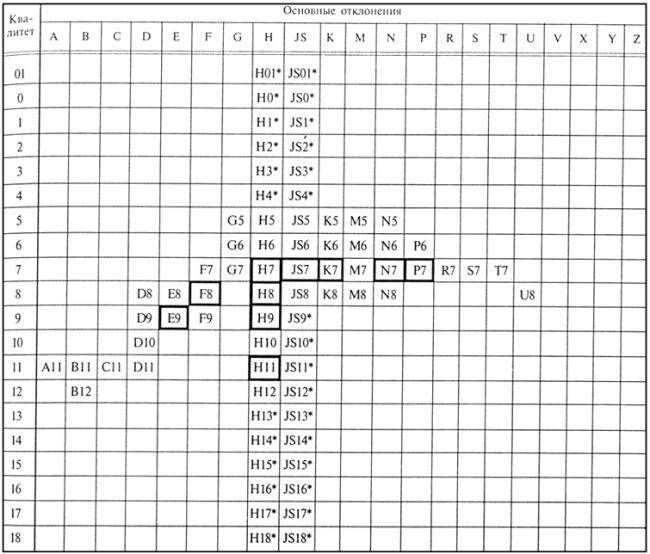 Ква-
литет
Основные отклонения
A B C D E F G H JS K M N P R S T U V X Y Z
01 H01* JS01*
0 H0* JS0*
1 H1* JS1*
2 H2* JS2*
3 H3* JS3*
4 H4* JS4*
5 G5 H5 JS5 K5 M5 N5
6 G6 H6 JS6 K6 M6 N6 P6
7 F7 G7 H7 JS7 K7 M7 N7 P7 R7 S7 T7
8 D8 E8 F8 H8 JS8 K8 M8 N8 U8
9 D9 E9 F9 H9 JS9*
10 D10 H10 JS10*
11 A11 B11 C11 D11 H11 JS11*
12 B12 H12 JS12*
13 H13* JS13*
14 H14* JS14*
15 H15* JS15*
16 H16* JS16*
17 H17* JS17*
18 H18* JS18*